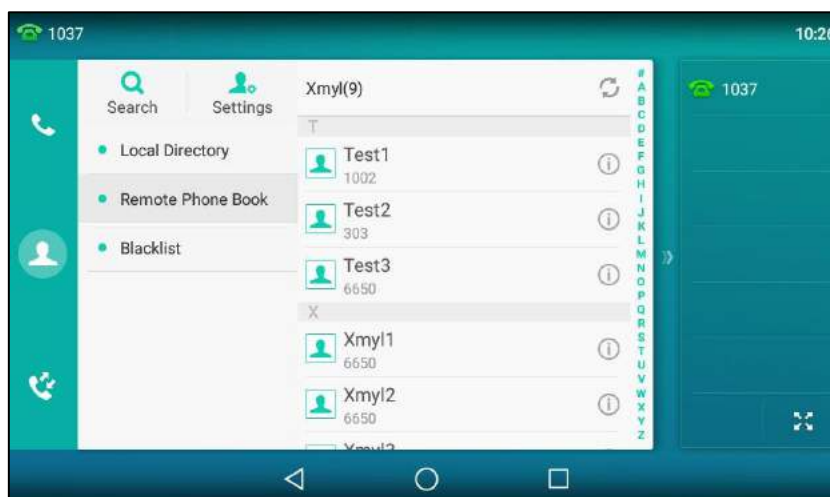 1037
10:26
Search
Settings
Local Directory
Remote Phone Book
Blacklist
Xmyl(9)
T
Test1
1002
Test2
303
Test3
6650
X
Xmyl1
6650
Xmyl2
6650
#
A
B
C
D
E
F
G
H
I
J
K
L
M
N
O
P
Q
R
S
T
U
V
W
X
Y
Z
1037